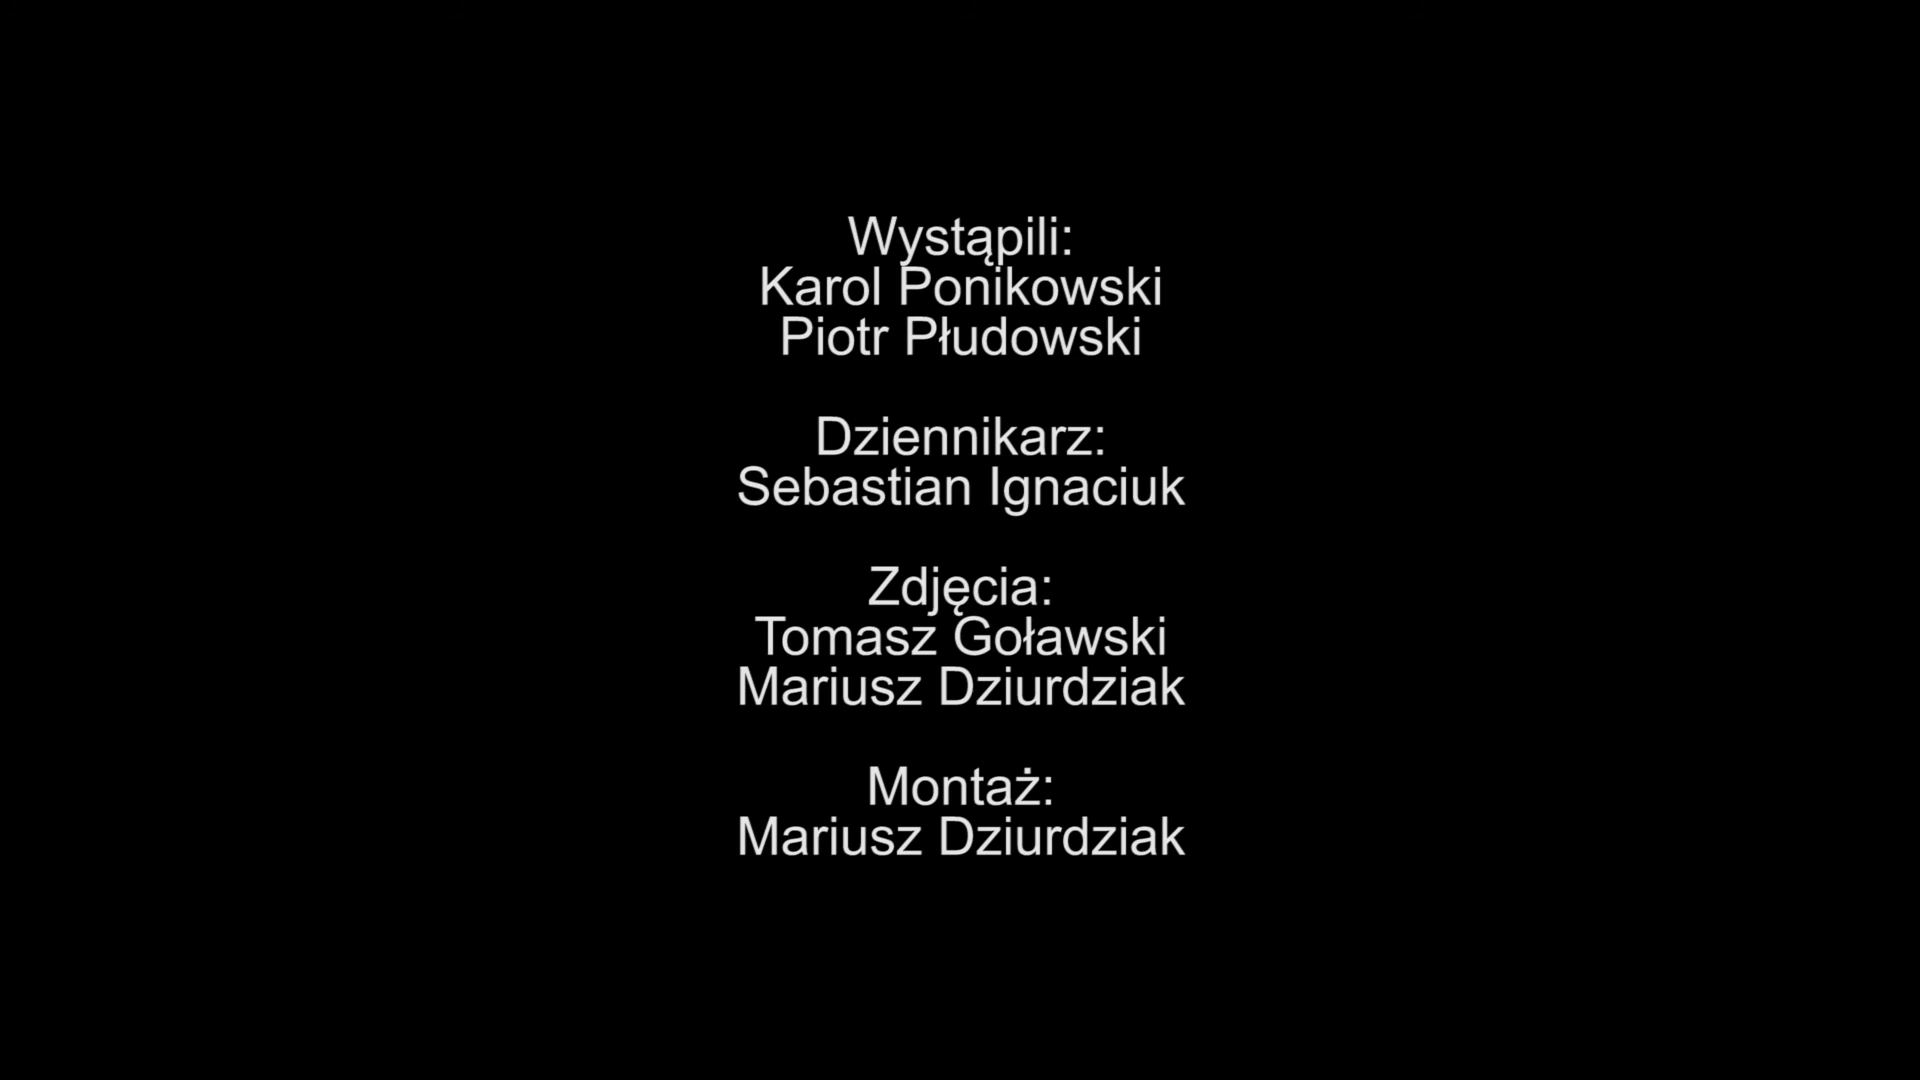 Wystąpili:
Karol Ponikowski
Piotr Płudowski
Dziennikarz:
Sebastian Ignaciuk
Zdjęcia:
Tomasz Goławski
Mariusz Dziurdziak
Montaż:
Mariusz Dziurdziak